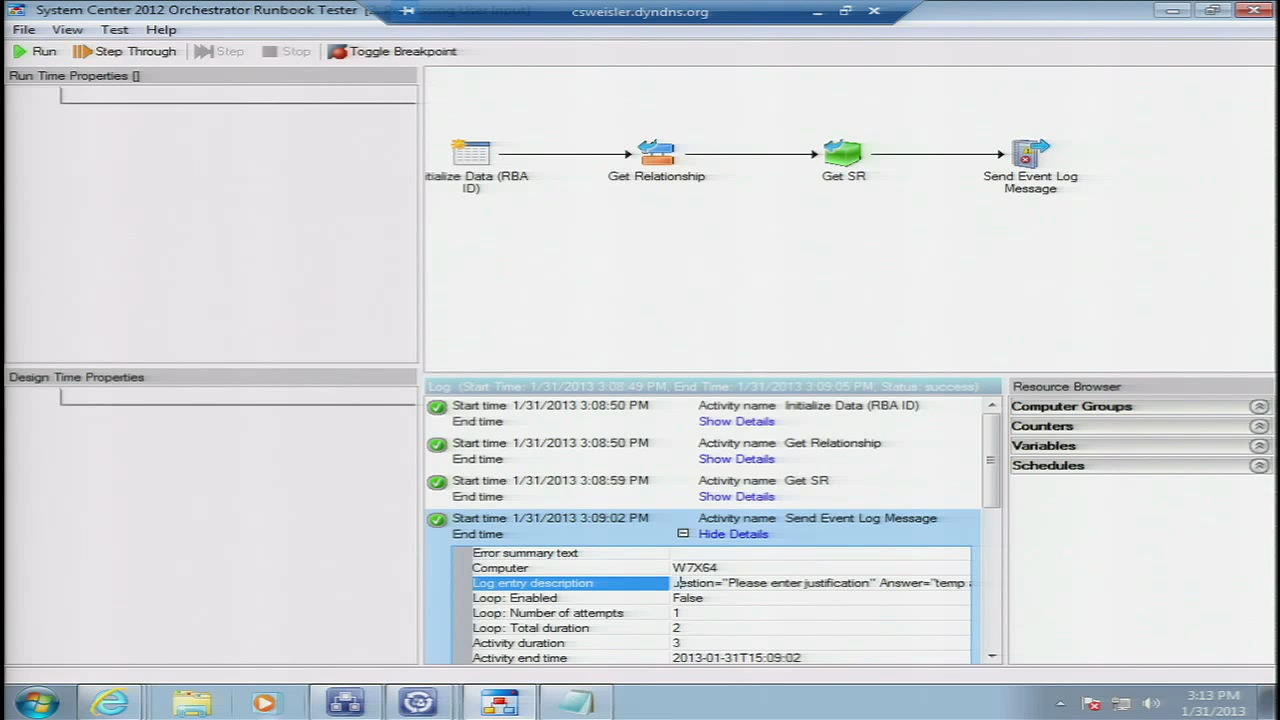 System Center 2012 Orchestrator Runbook Tester
csweisler.dyndns.org
File View Test Help
Run Step Through Step Stop Toggle Breakpoint
Run Time Properties []
itialize Data (RBA
ID)
Get Relationship
Get SR
Send Event Log
Message
Design Time Properties
Log (Start Time: 1/31/2013 3:08:49 PM, End Time: 1/31/2013 3:09:05 PM, Status: success)
Start time 1/31/2013 3:08:50 PM Activity name Initialize Data (RBA ID)
End time Show Details
Start time 1/31/2013 3:08:50 PM Activity name Get Relationship
End time Show Details
Start time 1/31/2013 3:08:59 PM Activity name Get SR
End time Show Details
Start time 1/31/2013 3:09:02 PM Activity name Send Event Log Message
End time Hide Details
Error summary text
Computer W7X64
Log entry description estion="Please enter justification" Answer="temp
Loop: Enabled False
Loop: Number of attempts 1
Loop: Total duration 2
Activity duration 3
Activity end time 2013-01-31T15:09:02
Resource Browser
Computer Groups
Counters
Variables
Schedules
3:13 PM
1/31/2013